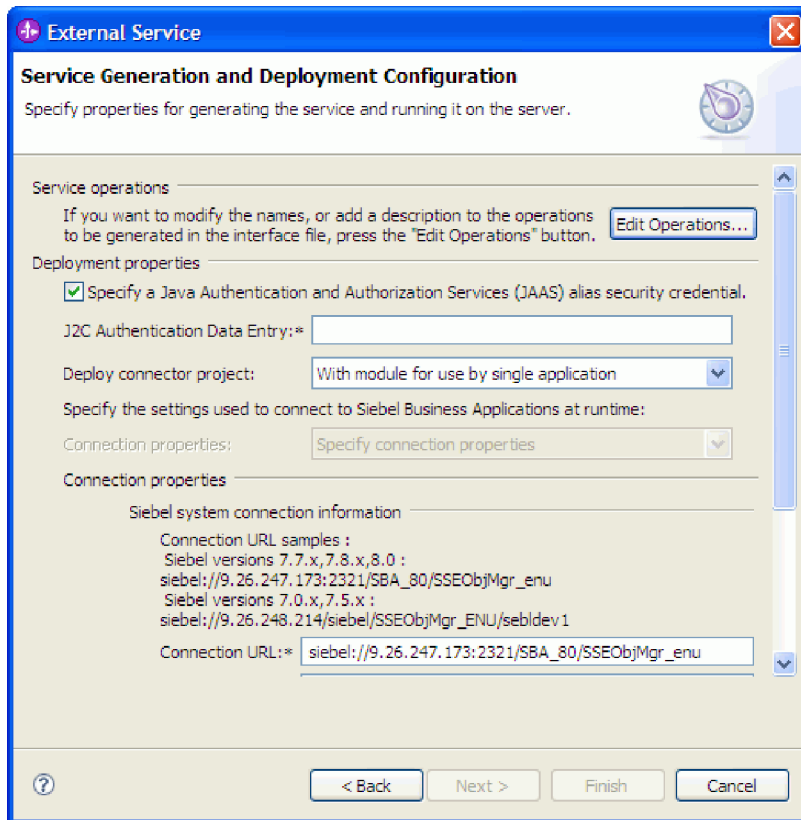 External Service
Service Generation and Deployment Configuration
Specify properties for generating the service and running it on the server.
Service operations
If you want to modify the names, or add a description to the operations
to be generated in the interface file, press the "Edit Operations" button.
Edit Operations...
Deployment properties
Specify a Java Authentication and Authorization Services (JAAS) alias security credential.
J2C Authentication Data Entry:*
Deploy connector project:
With module for use by single application
Specify the settings used to connect to Siebel Business Applications at runtime:
Connection properties:
Specify connection properties
Connection properties
Siebel system connection information
Connection URL samples :
Siebel versions 7.7.x,7.8.x,8.0 :
siebel://9.26.247.173:2321/SBA_80/SSEObjMgr_enu
Siebel versions 7.0.x,7.5.x :
siebel://9.26.248.214/siebel/SSEObjMgr_ENU/sebldev1
Connection URL:*
siebel://9.26.247.173:2321/SBA_80/SSEObjMgr_enu
?
< Back
Next >
Finish
Cancel